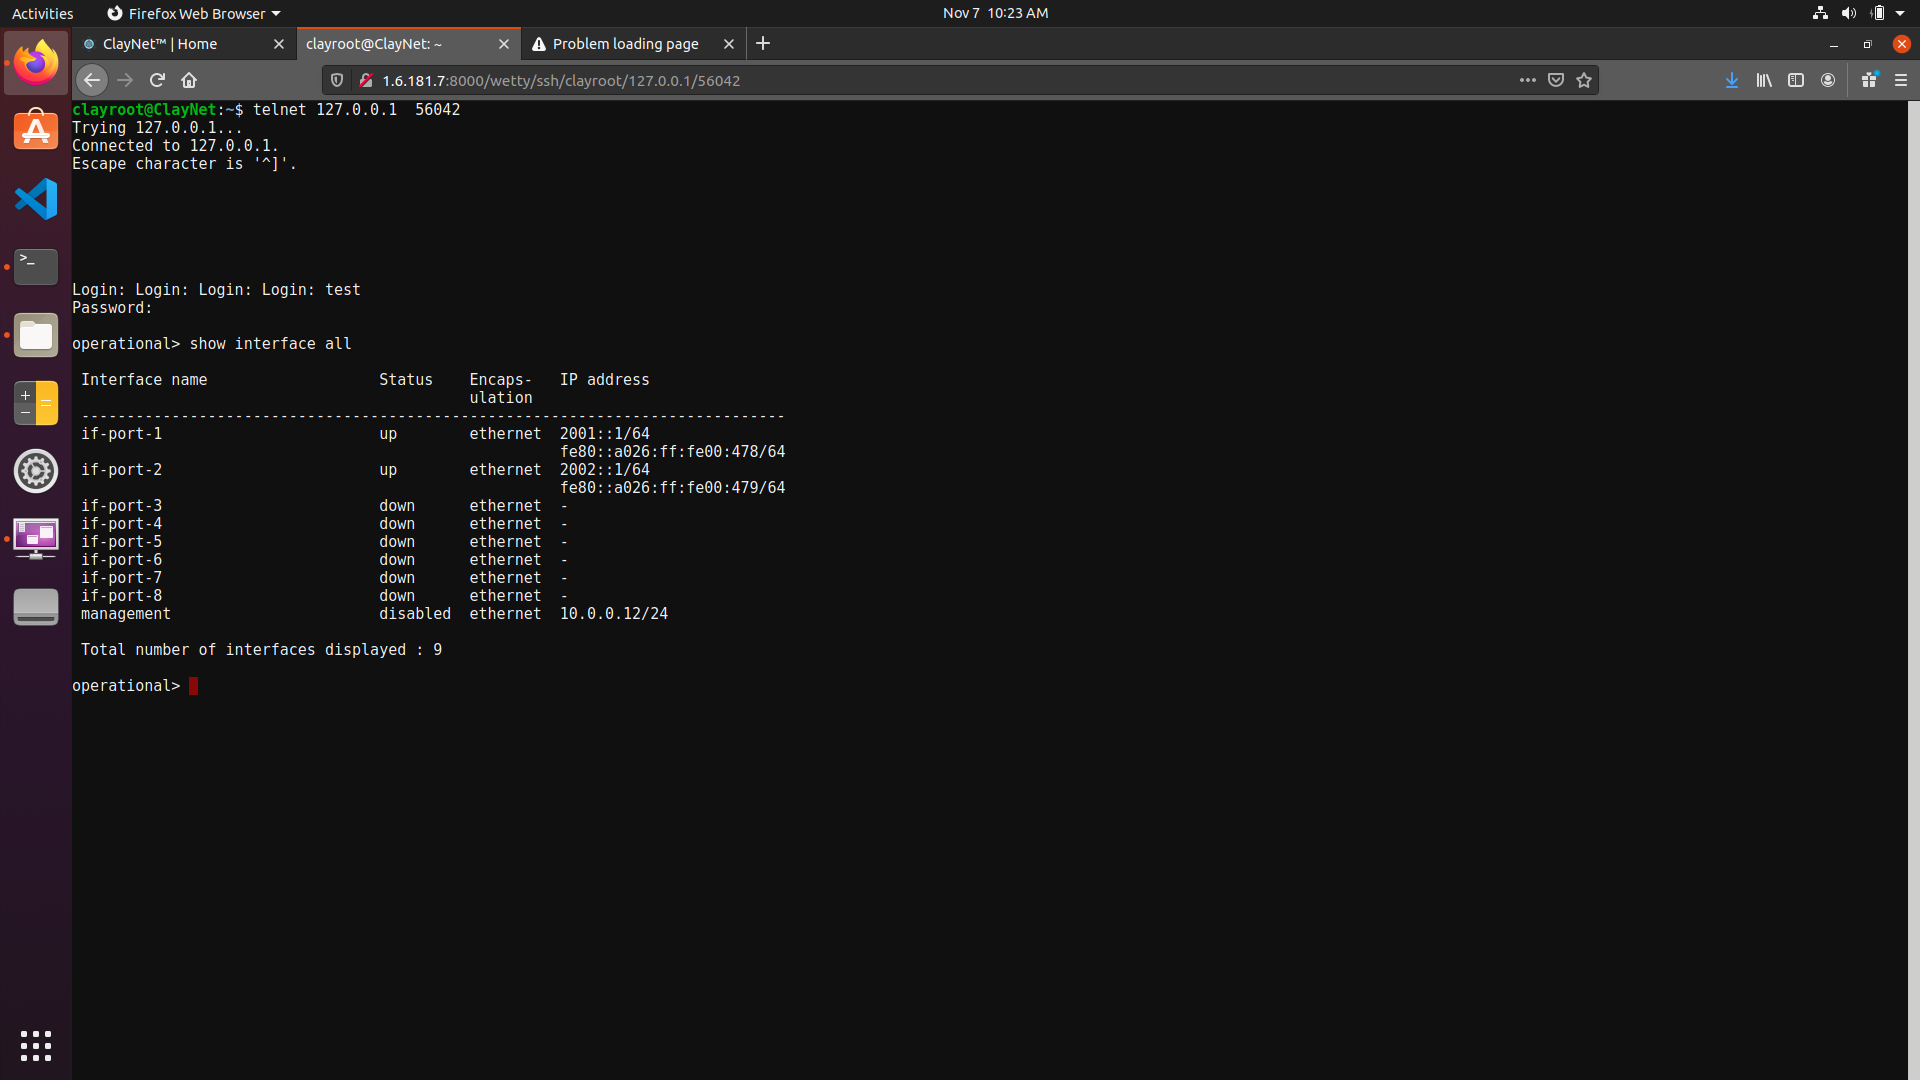 Activities Firefox Web Browser Nov 7 10:23 AM
ClayNet™ | Home clayroot@ClayNet: ~ Problem loading page
1.6.181.7:8000/wetty/ssh/clayroot/127.0.0.1/56042
clayroot@ClayNet:~$ telnet 127.0.0.1  56042
Trying 127.0.0.1...
Connected to 127.0.0.1.
Escape character is '^]'.
Login: Login: Login: Login: test
Password:
operational> show interface all
Interface name                   Status    Encaps-   IP address
                                           ulation
------------------------------------------------------------------------------
if-port-1                        up        ethernet  2001::1/64
                                                     fe80::a026:ff:fe00:478/64
if-port-2                        up        ethernet  2002::1/64
                                                     fe80::a026:ff:fe00:479/64
if-port-3                        down      ethernet  -
if-port-4                        down      ethernet  -
if-port-5                        down      ethernet  -
if-port-6                        down      ethernet  -
if-port-7                        down      ethernet  -
if-port-8                        down      ethernet  -
management                       disabled  ethernet  10.0.0.12/24
Total number of interfaces displayed : 9
operational>